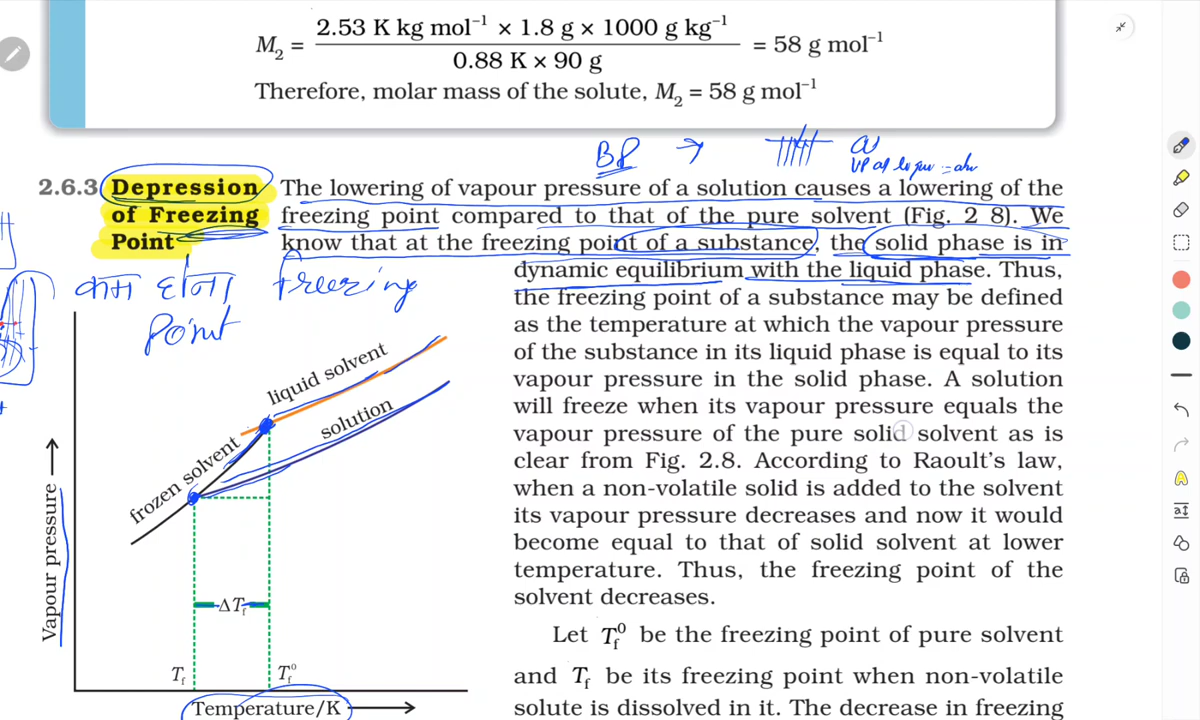 M₂ = 2.53 K kg mol⁻¹ × 1.8 g × 1000 g kg⁻¹ / 0.88 K × 90 g = 58 g mol⁻¹
Therefore, molar mass of the solute, M₂ = 58 g mol⁻¹
BP →
2.6.3 Depression of Freezing Point
The lowering of vapour pressure of a solution causes a lowering of the
freezing point compared to that of the pure solvent (Fig. 2 8). We
know that at the freezing point of a substance, the solid phase is in
dynamic equilibrium with the liquid phase. Thus,
the freezing point of a substance may be defined
as the temperature at which the vapour pressure
of the substance in its liquid phase is equal to its
vapour pressure in the solid phase. A solution
will freeze when its vapour pressure equals the
vapour pressure of the pure solid solvent as is
clear from Fig. 2.8. According to Raoult's law,
when a non-volatile solid is added to the solvent
its vapour pressure decreases and now it would
become equal to that of solid solvent at lower
temperature. Thus, the freezing point of the
solvent decreases.
Let T_f⁰ be the freezing point of pure solvent
and T_f be its freezing point when non-volatile
solute is dissolved in it. The decrease in freezing
कम होना freezing
Point
liquid solvent
solution
frozen solvent
Vapour pressure →
ΔT_f
T_f T_f⁰
Temperature/K →